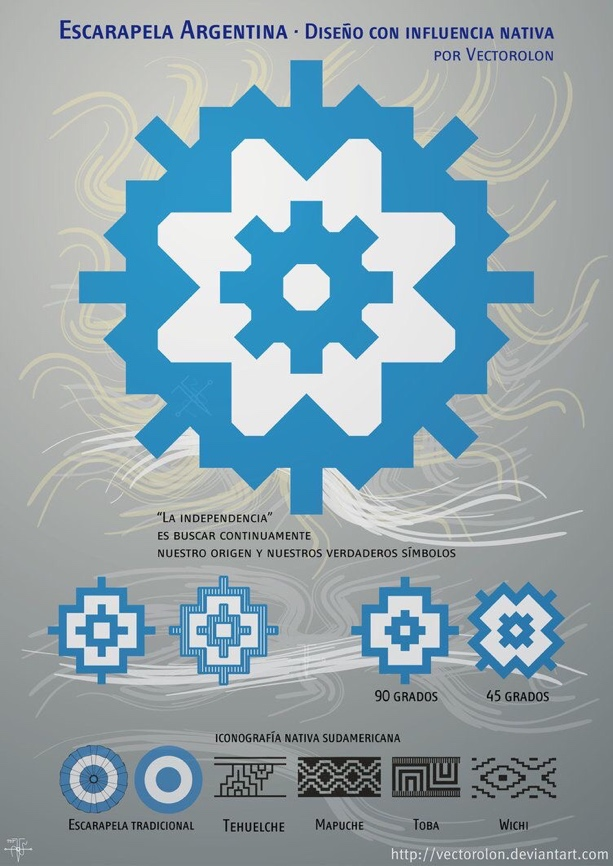 Escarapela Argentina · Diseño con influencia nativa
por Vectorolon
“La independencia”
es buscar continuamente
nuestro origen y nuestros verdaderos símbolos
90 grados
45 grados
iconografía nativa sudamericana
Escarapela tradicional
Tehuelche
Mapuche
Toba
Wichi
http://vectorolon.deviantart.com